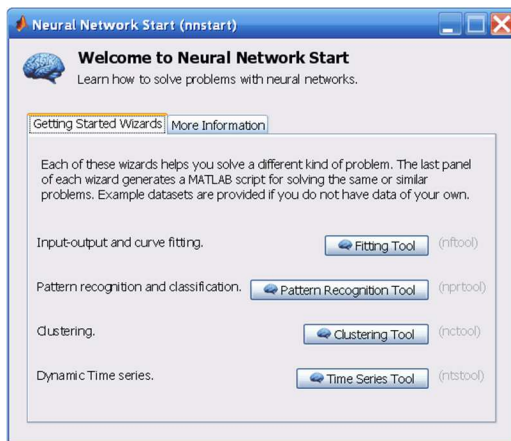 Neural Network Start (nnstart)
Welcome to Neural Network Start
Learn how to solve problems with neural networks.
Getting Started Wizards More Information
Each of these wizards helps you solve a different kind of problem. The last panel
of each wizard generates a MATLAB script for solving the same or similar
problems. Example datasets are provided if you do not have data of your own.
Input-output and curve fitting. Fitting Tool (nftool)
Pattern recognition and classification. Pattern Recognition Tool (nprtool)
Clustering. Clustering Tool (nctool)
Dynamic Time series. Time Series Tool (ntstool)